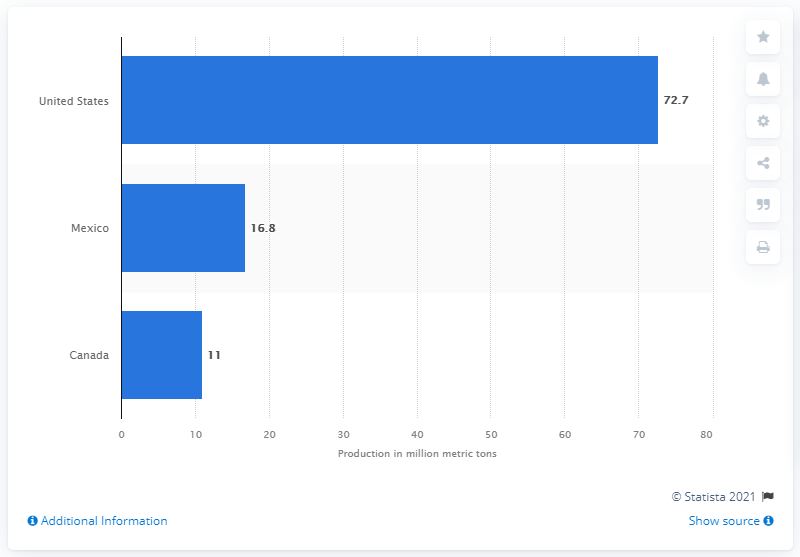 United States
72.7
Mexico
16.8
Canada
11
0 10 20 30 40 50 60 70 80
Production in million metric tons
© Statista 2021
Additional Information
Show source